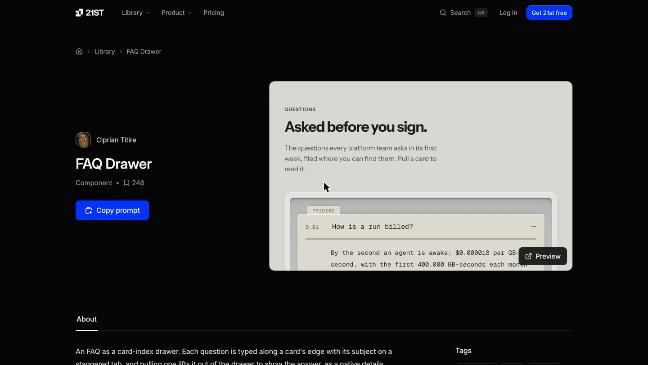 21ST
Library
Product
Pricing
Search
⌘K
Log in
Get 21st free
Library
FAQ Drawer
Ciprian Titire
FAQ Drawer
Component • 246
Copy prompt
QUESTIONS
Asked before you sign.
The questions every platform team asks in its first
week, filed where you can find them. Pull a card to
read it.
PRICING
0.01 How is a run billed?
By the second an agent is awake: $0.000018 per GB-
second, with the first 400,000 GB-seconds each month
Preview
About
An FAQ as a card-index drawer. Each question is typed along a card's edge with its subject on a
staggered tab, and pulling one lifts it out of the drawer to show the answer, as a native details
Tags